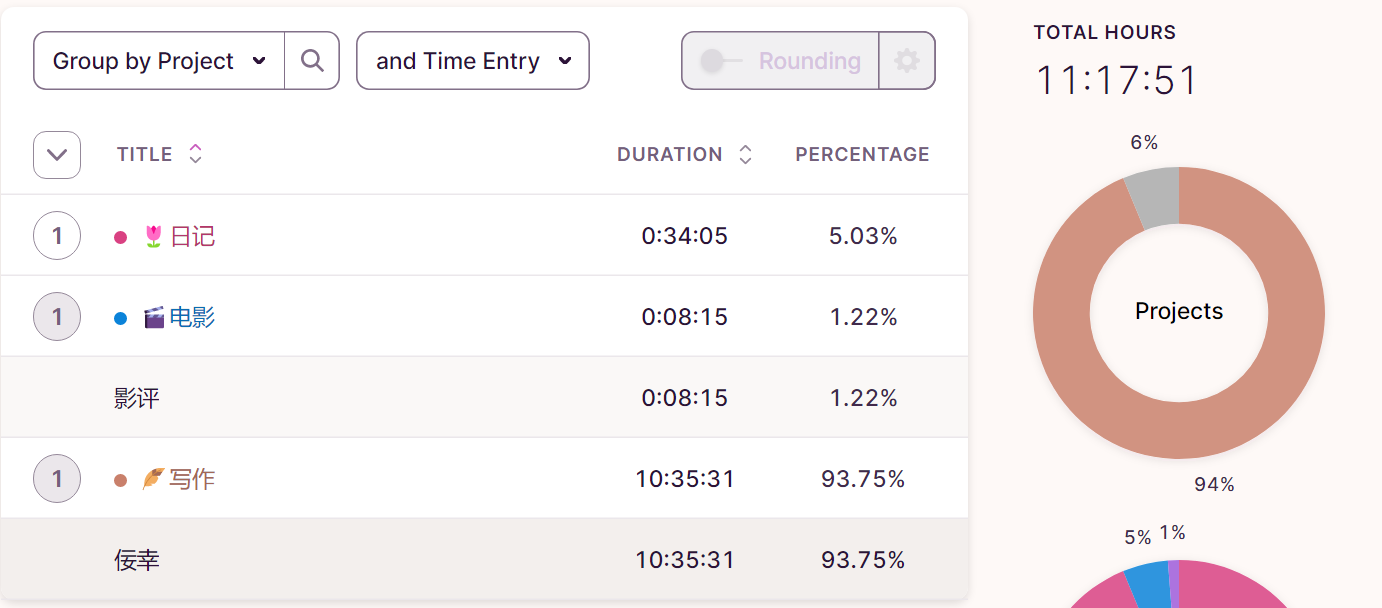 Group by Project
and Time Entry
Rounding
TITLE DURATION PERCENTAGE
1 日记 0:34:05 5.03%
1 电影 0:08:15 1.22%
影评 0:08:15 1.22%
1 写作 10:35:31 93.75%
佞幸 10:35:31 93.75%
TOTAL HOURS
11:17:51
6%
Projects
94%
5% 1%